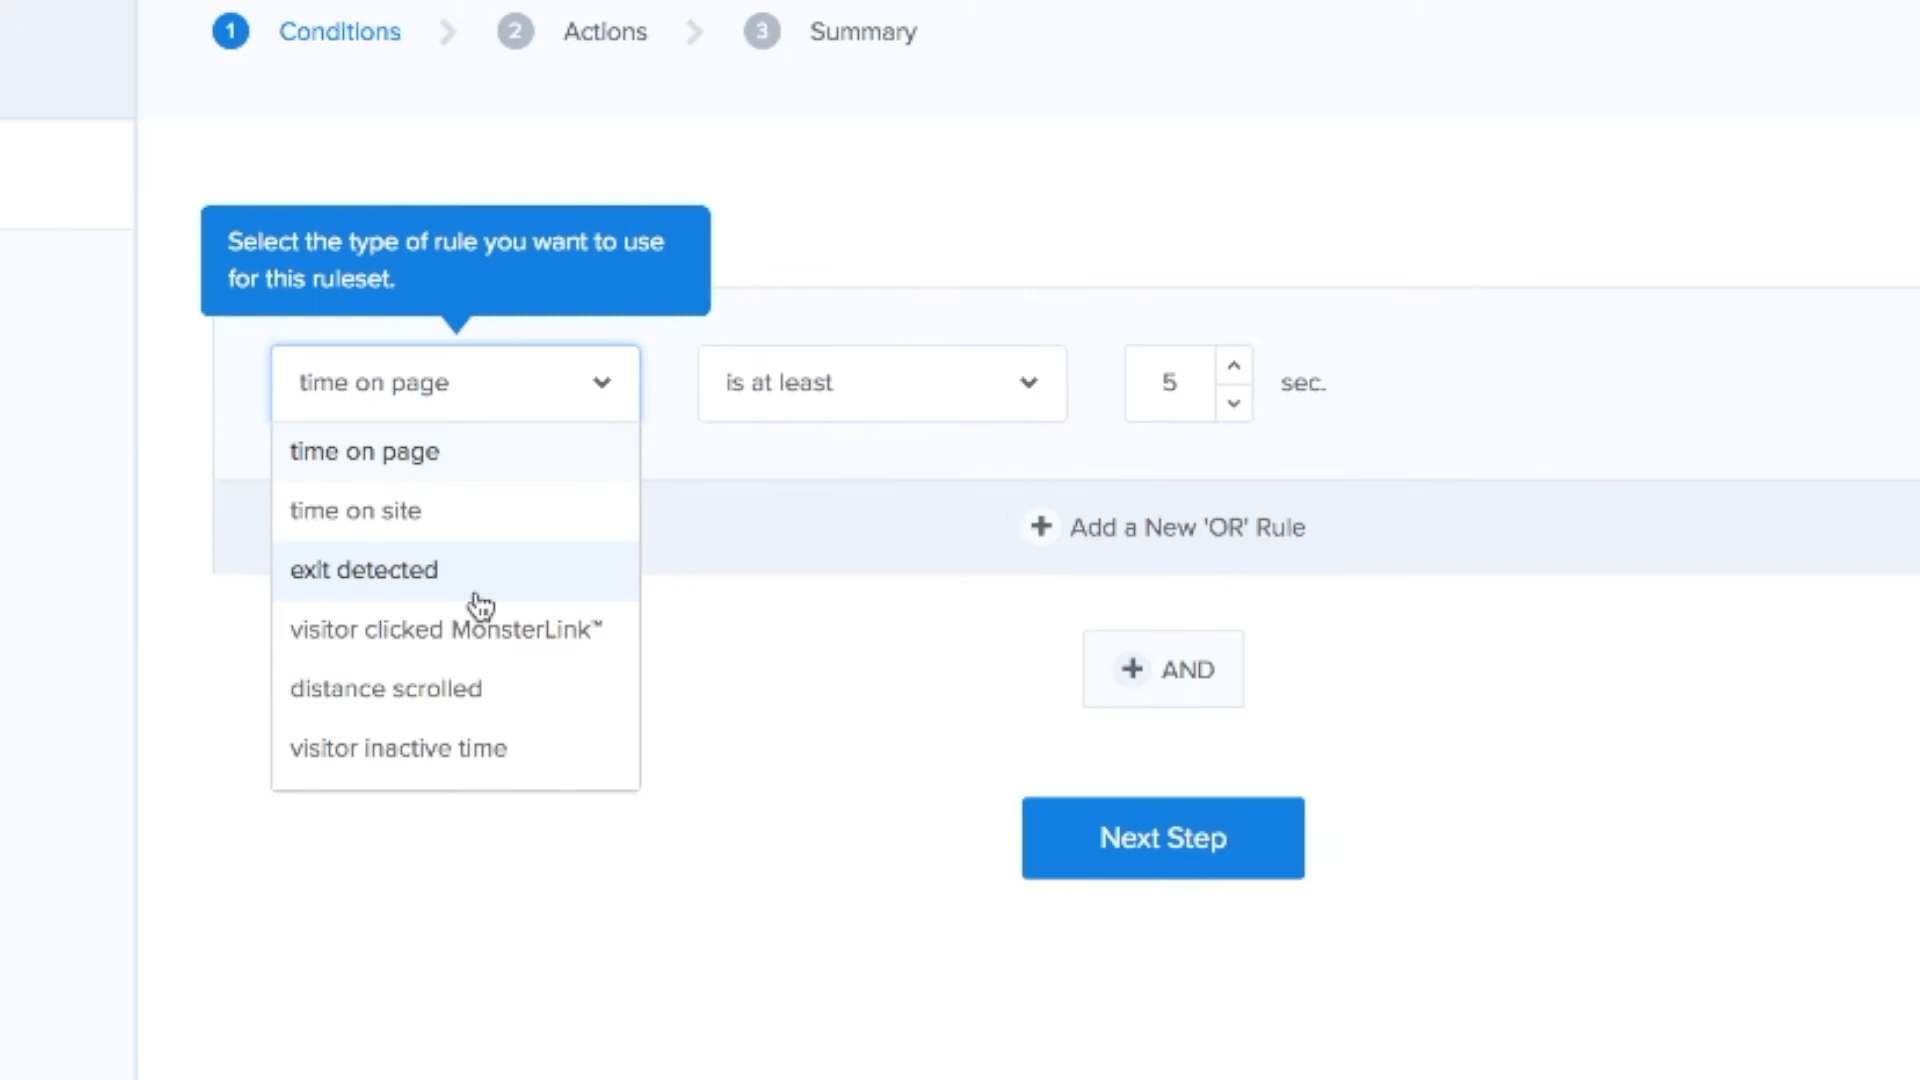 1 Conditions 2 Actions 3 Summary
Select the type of rule you want to use
for this ruleset.
time on page is at least 5 sec.
time on page
time on site
exit detected
visitor clicked MonsterLink™
distance scrolled
visitor inactive time
+ Add a New 'OR' Rule
+ AND
Next Step